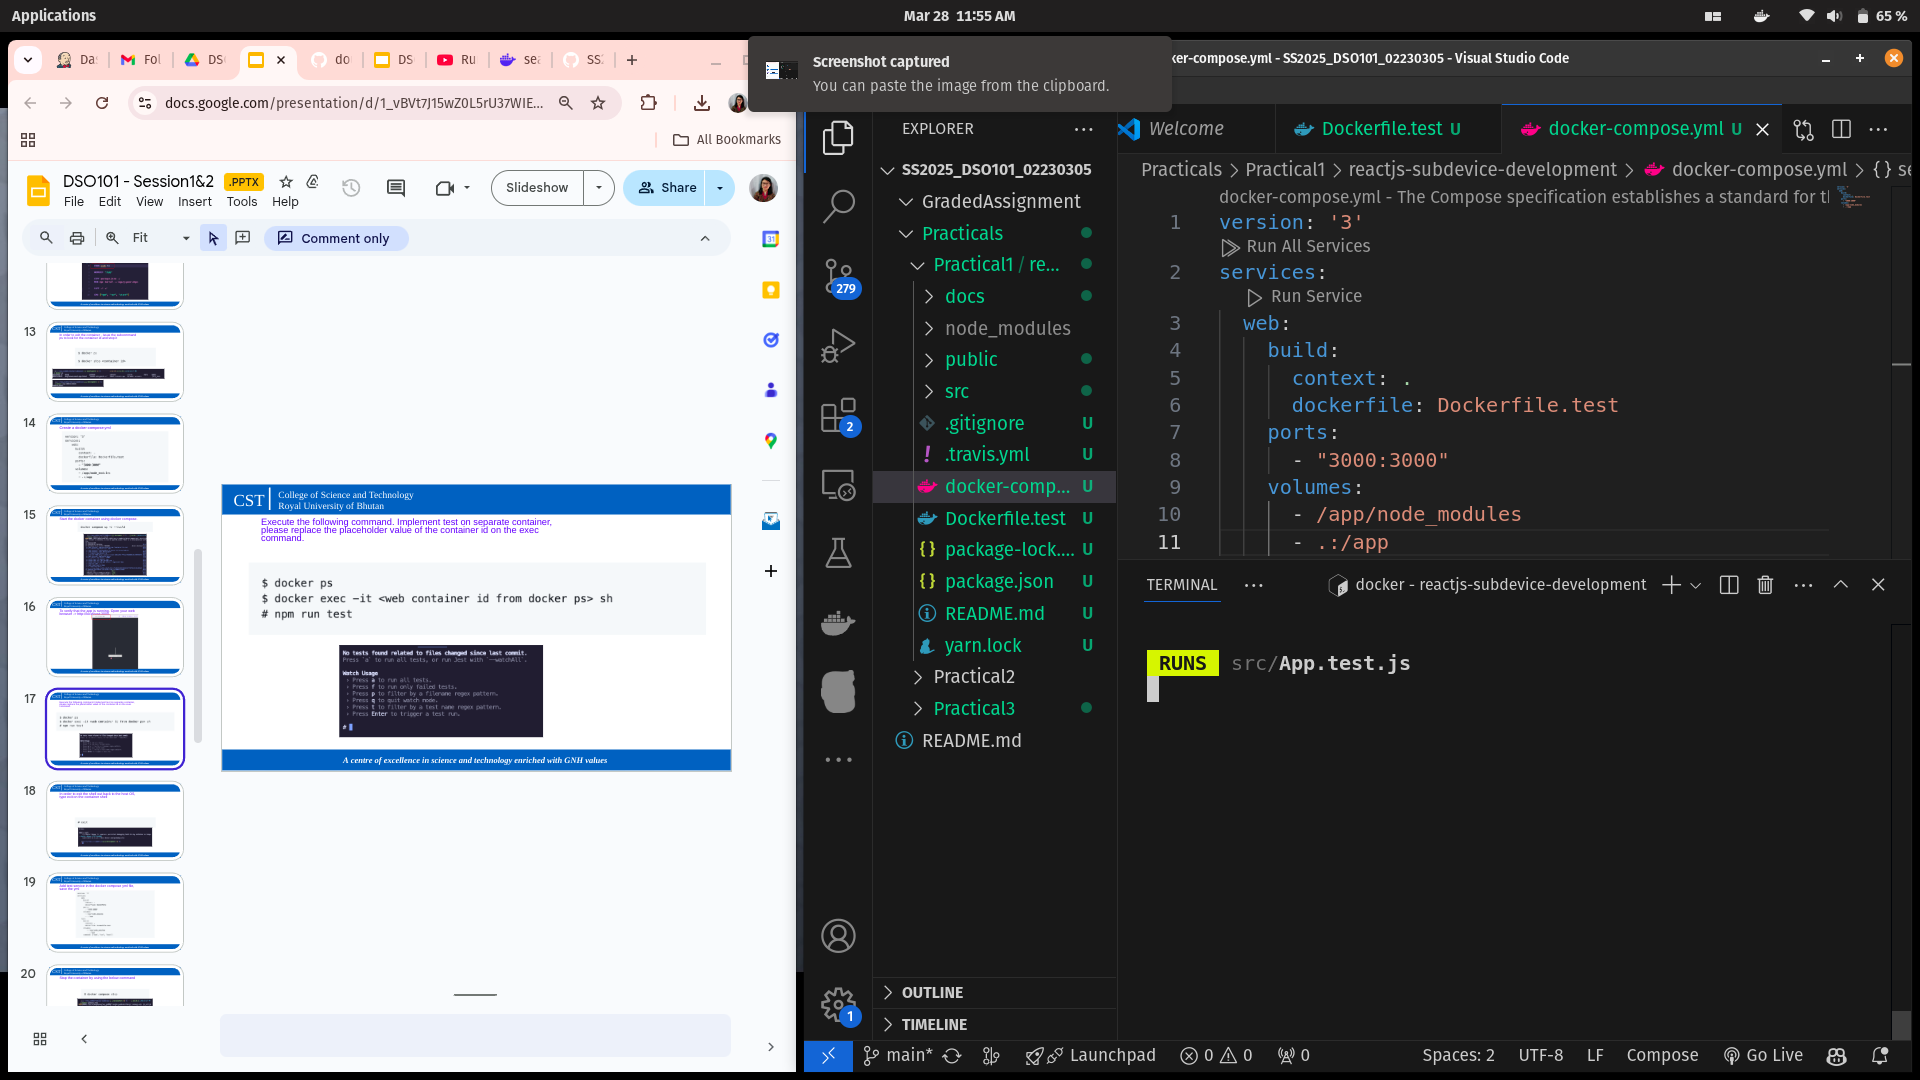 Applications
Mar 28 11:55 AM
65 %
Das
Fol
DSO
do
DS
Ru
sea
SS2
docs.google.com/presentation/d/1_vBVt7J15wZ0L5rU37WIE...
All Bookmarks
DSO101 - Session1&2
.PPTX
File Edit View Insert Tools Help
Slideshow
Share
Fit
Comment only
13
14
15
16
17
18
19
20
CST
College of Science and Technology
Royal University of Bhutan
Execute the following command. Implement test on separate container,
please replace the placeholder value of the container id on the exec
command.
$ docker ps
$ docker exec -it <web container id from docker ps> sh
# npm run test
No tests found related to files changed since last commit.
Press `a` to run all tests, or run Jest with `--watchAll`.
Watch Usage
› Press a to run all tests.
› Press f to run only failed tests.
› Press p to filter by a filename regex pattern.
› Press q to quit watch mode.
› Press t to filter by a test name regex pattern.
› Press Enter to trigger a test run.
#
A centre of excellence in science and technology enriched with GNH values
Screenshot captured
You can paste the image from the clipboard.
ker-compose.yml - SS2025_DSO101_02230305 - Visual Studio Code
EXPLORER
SS2025_DSO101_02230305
GradedAssignment
Practicals
Practical1 / re...
docs
node_modules
public
src
.gitignore U
.travis.yml U
docker-comp... U
Dockerfile.test U
package-lock.... U
package.json U
README.md U
yarn.lock U
Practical2
Practical3
README.md
OUTLINE
TIMELINE
279
2
1
Welcome
Dockerfile.test U
docker-compose.yml U
Practicals > Practical1 > reactjs-subdevice-development > docker-compose.yml > {} se
docker-compose.yml - The Compose specification establishes a standard for th
1 version: '3'
Run All Services
2 services:
Run Service
3 web:
4 build:
5 context: .
6 dockerfile: Dockerfile.test
7 ports:
8 - "3000:3000"
9 volumes:
10 - /app/node_modules
11 - .:/app
TERMINAL
docker - reactjs-subdevice-development
RUNS src/App.test.js
main*
Launchpad
0
0
0
Spaces: 2
UTF-8
LF
Compose
Go Live